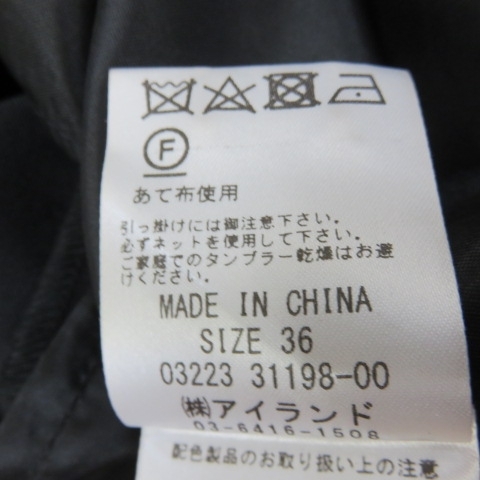 F
あて布使用
引っ掛けには御注意下さい。
必ずネットを使用して下さい。
ご家庭でのタンブラー乾燥はお避
けください。
MADE IN CHINA
SIZE 36
03223 31198-00
㈱アイランド
03-6416-1508
配色製品のお取り扱い上の注意